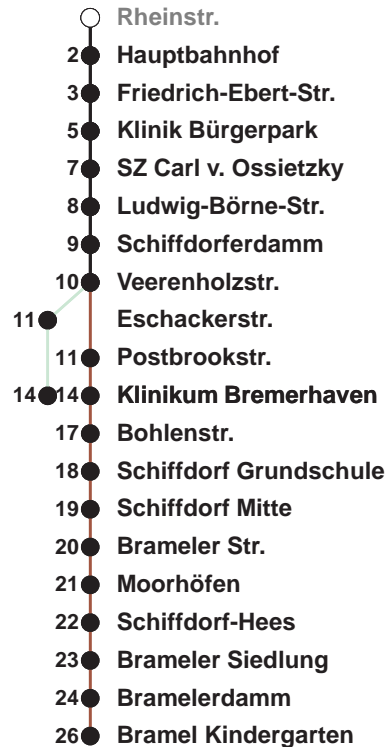 Rheinstr.
2 Hauptbahnhof
3 Friedrich-Ebert-Str.
5 Klinik Bürgerpark
7 SZ Carl v. Ossietzky
8 Ludwig-Börne-Str.
9 Schiffdorferdamm
10 Veerenholzstr.
11 Eschackerstr.
11 Postbrookstr.
14 14 Klinikum Bremerhaven
17 Bohlenstr.
18 Schiffdorf Grundschule
19 Schiffdorf Mitte
20 Brameler Str.
21 Moorhöfen
22 Schiffdorf-Hees
23 Brameler Siedlung
24 Bramelerdamm
26 Bramel Kindergarten